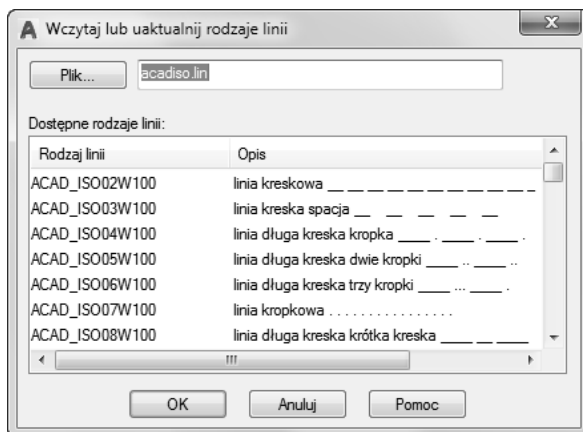 Wczytaj lub uaktualnij rodzaje linii
Plik... acadiso.lin
Dostępne rodzaje linii:
Rodzaj linii Opis
ACAD_ISO02W100 linia kreskowa __ __ __ __ __ __ __ __ __ __ __
ACAD_ISO03W100 linia kreska spacja __ __ __ __ __
ACAD_ISO04W100 linia długa kreska kropka ____ . ____ . ____ .
ACAD_ISO05W100 linia długa kreska dwie kropki ____ .. ____ ..
ACAD_ISO06W100 linia długa kreska trzy kropki ____ ... ____ .
ACAD_ISO07W100 linia kropkowa . . . . . . . . . . . . . . . .
ACAD_ISO08W100 linia długa kreska krótka kreska ____ __ ____
OK Anuluj Pomoc